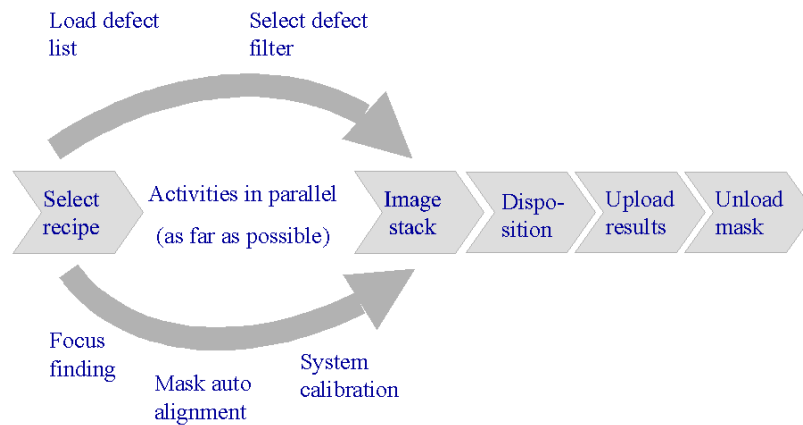 Load defect
list
Select defect
filter
Select
recipe
Activities in parallel
(as far as possible)
Image
stack
Dispo-
sition
Upload
results
Unload
mask
Focus
finding
Mask auto
alignment
System
calibration